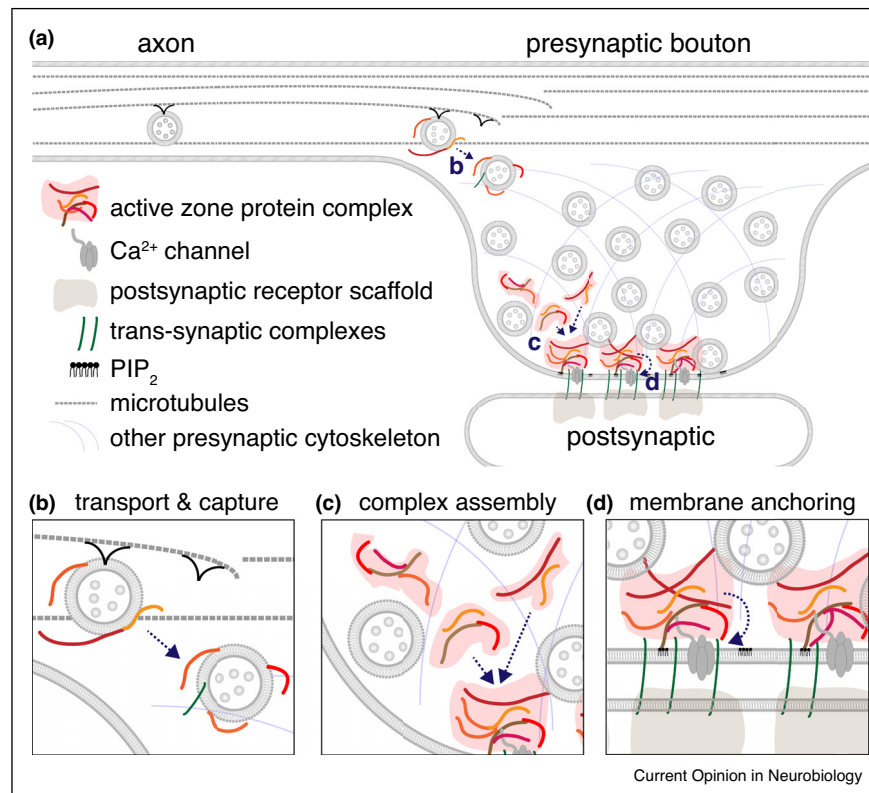 (a) axon presynaptic bouton
b
active zone protein complex
Ca²⁺ channel
postsynaptic receptor scaffold
trans-synaptic complexes
c
d
PIP₂
microtubules
other presynaptic cytoskeleton
postsynaptic
(b) transport & capture
(c) complex assembly
(d) membrane anchoring
Current Opinion in Neurobiology